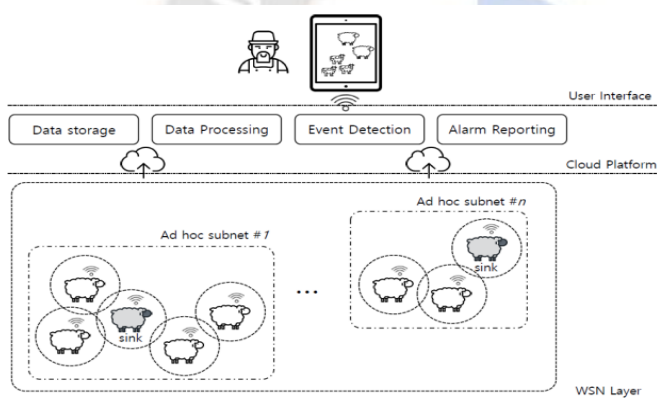 User Interface
Data storage
Data Processing
Event Detection
Alarm Reporting
Cloud Platform
Ad hoc subnet #n
Ad hoc subnet #1
sink
...
sink
WSN Layer